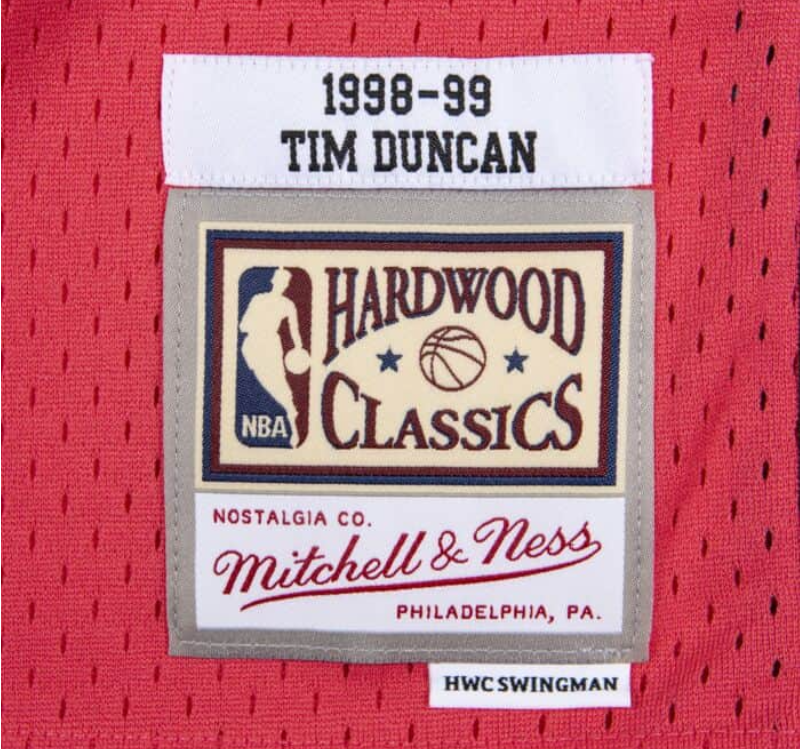 1998-99
TIM DUNCAN
HARDWOOD
CLASSICS
NBA
NOSTALGIA CO.
Mitchell & Ness
PHILADELPHIA, PA.
HWC SWINGMAN